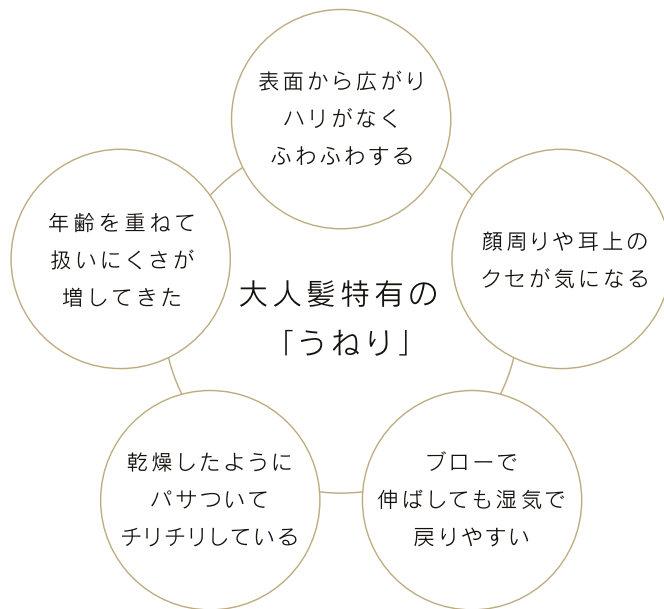 表面から広がり
ハリがなく
ふわふわする
年齢を重ねて
扱いにくさが
増してきた
顔周りや耳上の
クセが気になる
大人髪特有の
「うねり」
乾燥したように
パサついて
チリチリしている
ブローで
伸ばしても湿気で
戻りやすい